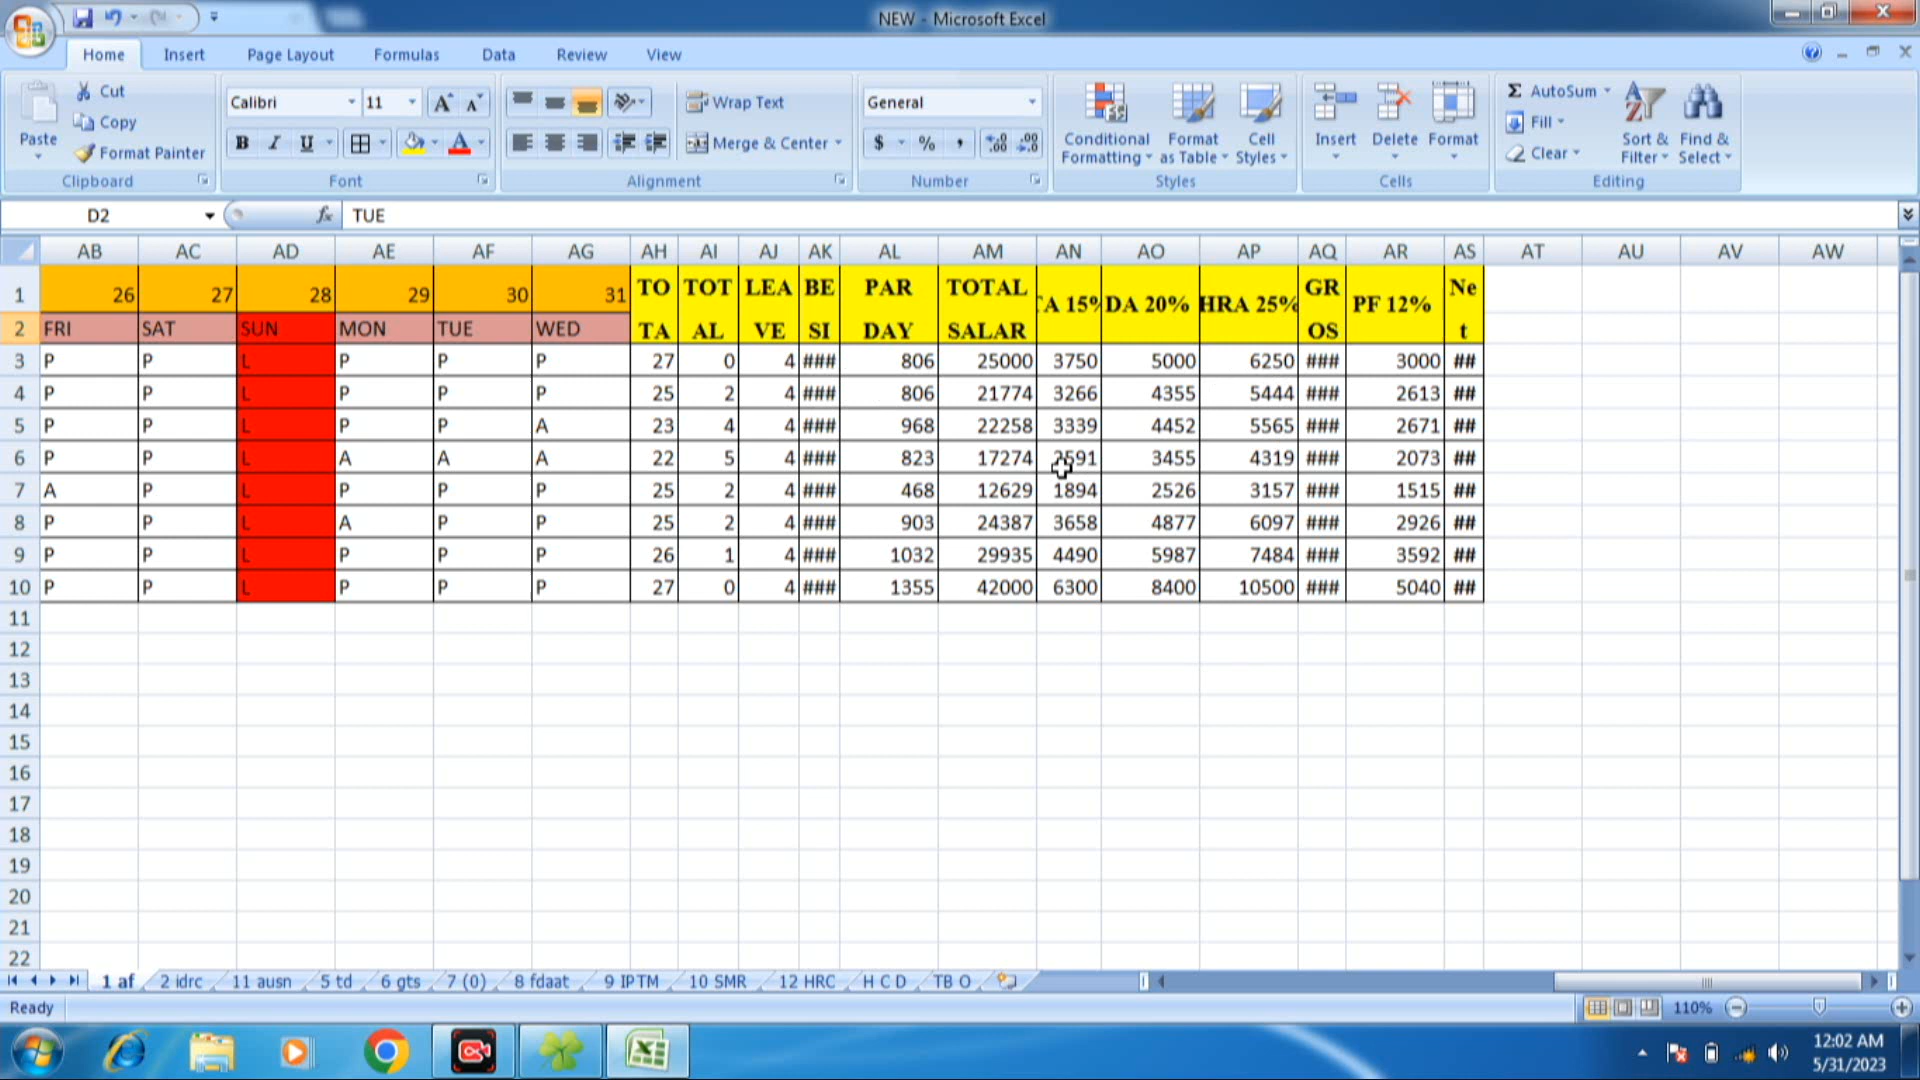 NEW - Microsoft Excel
Home Insert Page Layout Formulas Data Review View
Paste
Cut
Copy
Format Painter
Clipboard
Calibri 11
B I U
Font
Wrap Text
Merge & Center
Alignment
General
$ % ,
Number
Conditional Formatting
Format as Table
Cell Styles
Styles
Insert Delete Format
Cells
Σ AutoSum
Fill
Clear
Sort & Filter
Find & Select
Editing
D2 fx TUE
AB AC AD AE AF AG AH AI AJ AK AL AM AN AO AP AQ AR AS AT AU AV AW
1 26 27 28 29 30 31 TO TOT LEA BE PAR TOTAL TA 15% DA 20% HRA 25% GR PF 12% Ne
2 FRI SAT SUN MON TUE WED TA AL VE SI DAY SALAR OS t
3 P P L P P P 27 0 4 ### 806 25000 3750 5000 6250 ### 3000 ##
4 P P L P P P 25 2 4 ### 806 21774 3266 4355 5444 ### 2613 ##
5 P P L P P A 23 4 4 ### 968 22258 3339 4452 5565 ### 2671 ##
6 P P L A A A 22 5 4 ### 823 17274 2591 3455 4319 ### 2073 ##
7 A P L P P P 25 2 4 ### 468 12629 1894 2526 3157 ### 1515 ##
8 P P L A P P 25 2 4 ### 903 24387 3658 4877 6097 ### 2926 ##
9 P P L P P P 26 1 4 ### 1032 29935 4490 5987 7484 ### 3592 ##
10 P P L P P P 27 0 4 ### 1355 42000 6300 8400 10500 ### 5040 ##
11
12
13
14
15
16
17
18
19
20
21
22
1 af 2 idrc 11 ausn 5 td 6 gts 7 (0) 8 fdaat 9 IPTM 10 SMR 12 HRC H C D TB O
Ready 110%
12:02 AM
5/31/2023